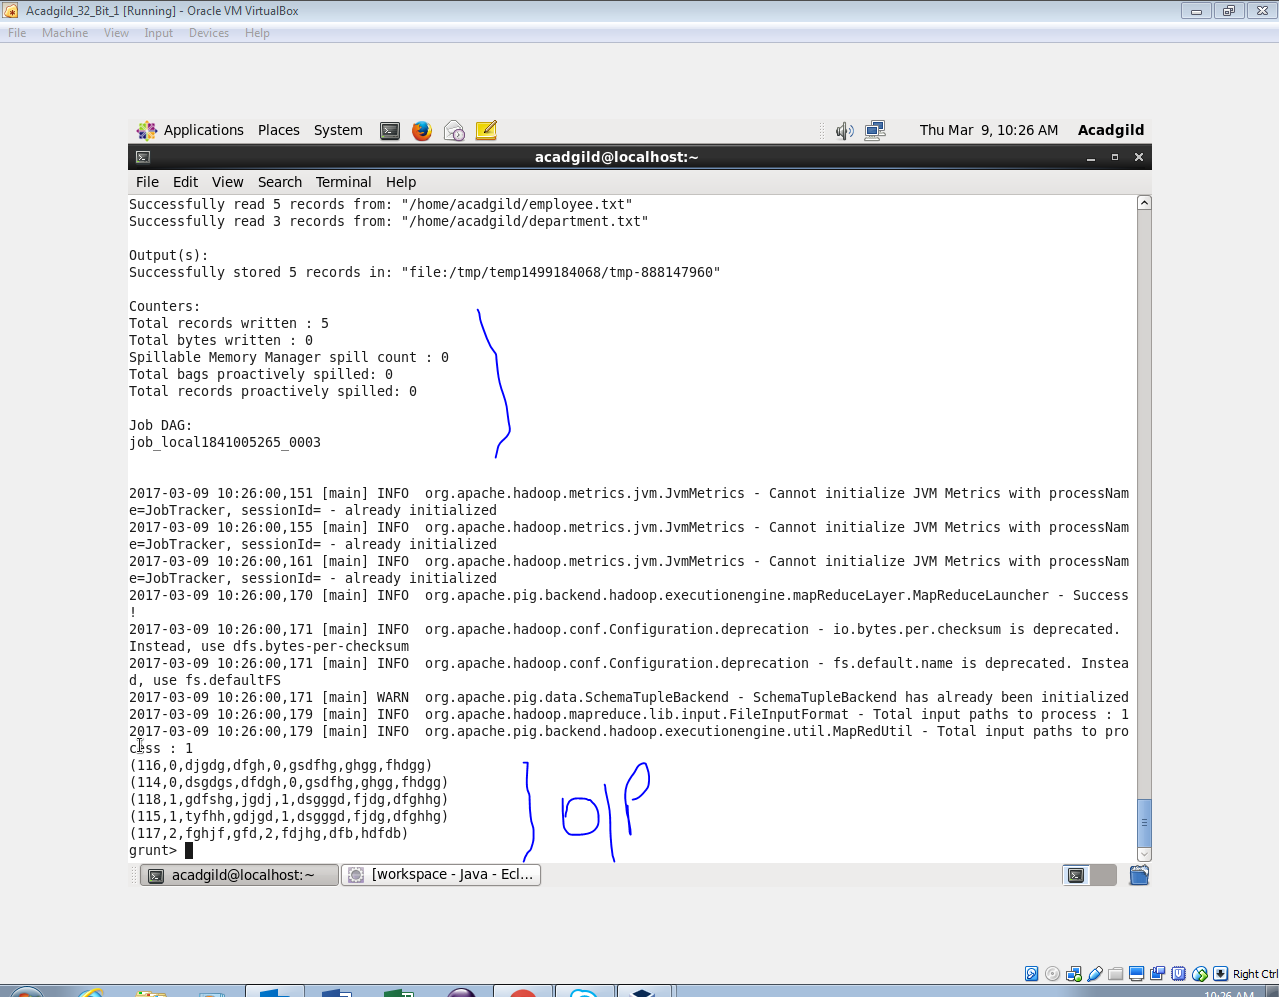 Acadgild_32_Bit_1 [Running] - Oracle VM VirtualBox
File Machine View Input Devices Help
Applications Places System Thu Mar 9, 10:26 AM Acadgild
acadgild@localhost:~
File Edit View Search Terminal Help
Successfully read 5 records from: "/home/acadgild/employee.txt"
Successfully read 3 records from: "/home/acadgild/department.txt"
Output(s):
Successfully stored 5 records in: "file:/tmp/temp1499184068/tmp-888147960"
Counters:
Total records written : 5
Total bytes written : 0
Spillable Memory Manager spill count : 0
Total bags proactively spilled: 0
Total records proactively spilled: 0
Job DAG:
job_local1841005265_0003
2017-03-09 10:26:00,151 [main] INFO  org.apache.hadoop.metrics.jvm.JvmMetrics - Cannot initialize JVM Metrics with processNam
e=JobTracker, sessionId= - already initialized
2017-03-09 10:26:00,155 [main] INFO  org.apache.hadoop.metrics.jvm.JvmMetrics - Cannot initialize JVM Metrics with processNam
e=JobTracker, sessionId= - already initialized
2017-03-09 10:26:00,161 [main] INFO  org.apache.hadoop.metrics.jvm.JvmMetrics - Cannot initialize JVM Metrics with processNam
e=JobTracker, sessionId= - already initialized
2017-03-09 10:26:00,170 [main] INFO  org.apache.pig.backend.hadoop.executionengine.mapReduceLayer.MapReduceLauncher - Success
!
2017-03-09 10:26:00,171 [main] INFO  org.apache.hadoop.conf.Configuration.deprecation - io.bytes.per.checksum is deprecated.
Instead, use dfs.bytes-per-checksum
2017-03-09 10:26:00,171 [main] INFO  org.apache.hadoop.conf.Configuration.deprecation - fs.default.name is deprecated. Instea
d, use fs.defaultFS
2017-03-09 10:26:00,171 [main] WARN  org.apache.pig.data.SchemaTupleBackend - SchemaTupleBackend has already been initialized
2017-03-09 10:26:00,179 [main] INFO  org.apache.hadoop.mapreduce.lib.input.FileInputFormat - Total input paths to process : 1
2017-03-09 10:26:00,179 [main] INFO  org.apache.pig.backend.hadoop.executionengine.util.MapRedUtil - Total input paths to pro
cess : 1
(116,0,djgdg,dfgh,0,gsdfhg,ghgg,fhdgg)
(114,0,dsgdgs,dfdgh,0,gsdfhg,ghgg,fhdgg)
(118,1,gdfshg,jgdj,1,dsgggd,fjdg,dfghhg)
(115,1,tyfhh,gdjgd,1,dsgggd,fjdg,dfghhg)
(117,2,fghjf,gfd,2,fdjhg,dfb,hdfdb)
O/P
grunt>
acadgild@localhost:~ [workspace - Java - Ecl...
Right Ctrl
10:26 AM